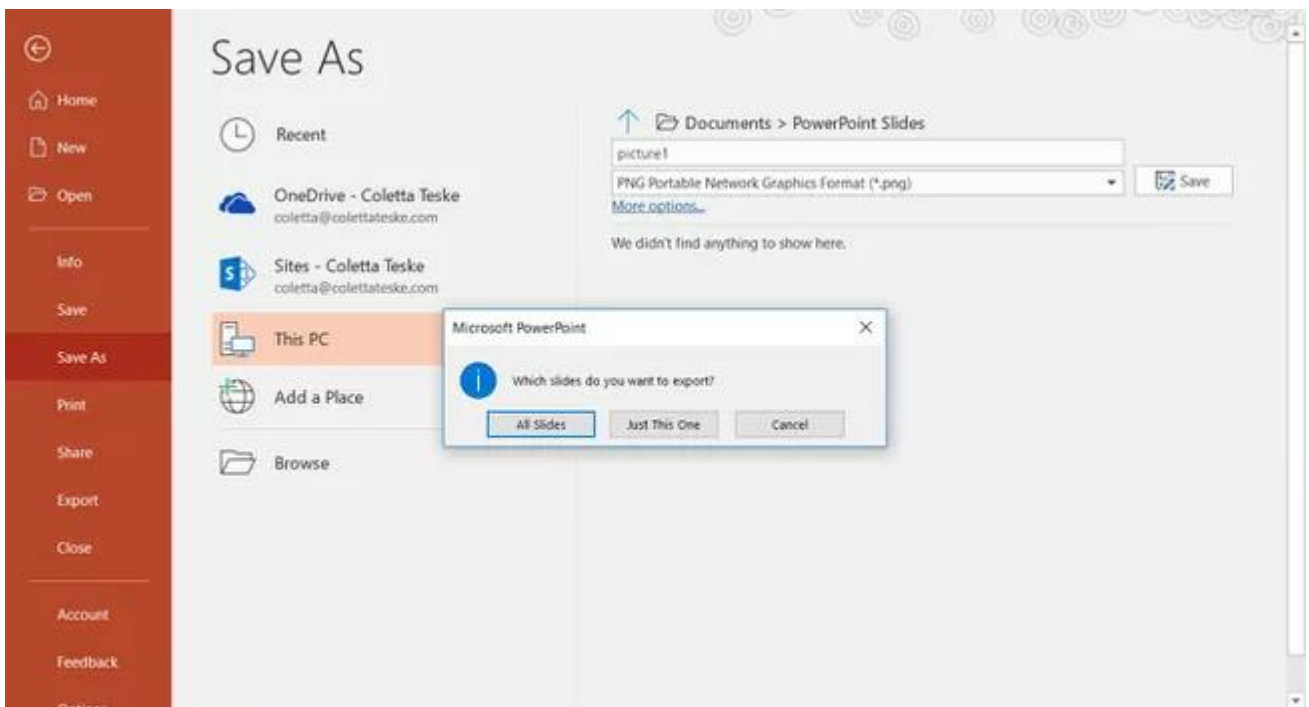 Save As
Home
New
Open
Info
Save
Save As
Print
Share
Export
Close
Account
Feedback
Options
Recent
OneDrive - Coletta Teske
coletta@colettateske.com
Sites - Coletta Teske
coletta@colettateske.com
This PC
Add a Place
Browse
Documents > PowerPoint Slides
picture1
PNG Portable Network Graphics Format (*.png)
Save
More options...
We didn't find anything to show here.
Microsoft PowerPoint
Which slides do you want to export?
All Slides
Just This One
Cancel